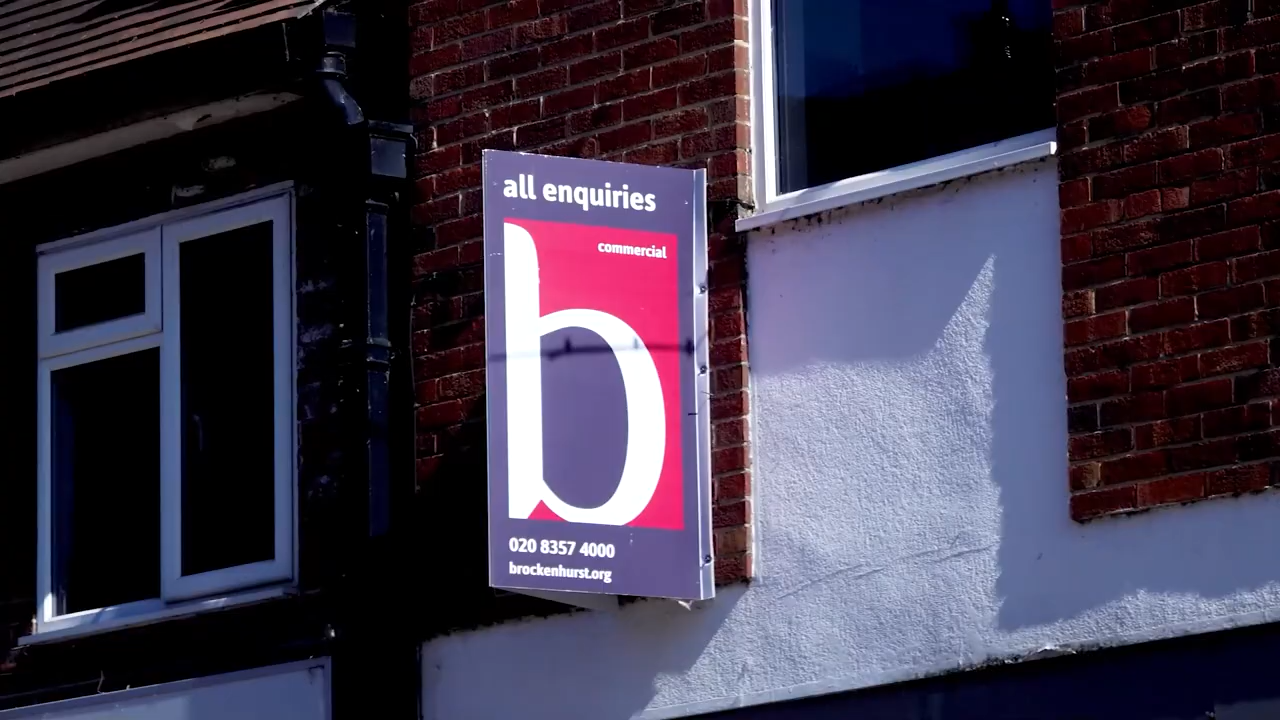 all enquiries
commercial
b
020 8357 4000
brockenhurst.org